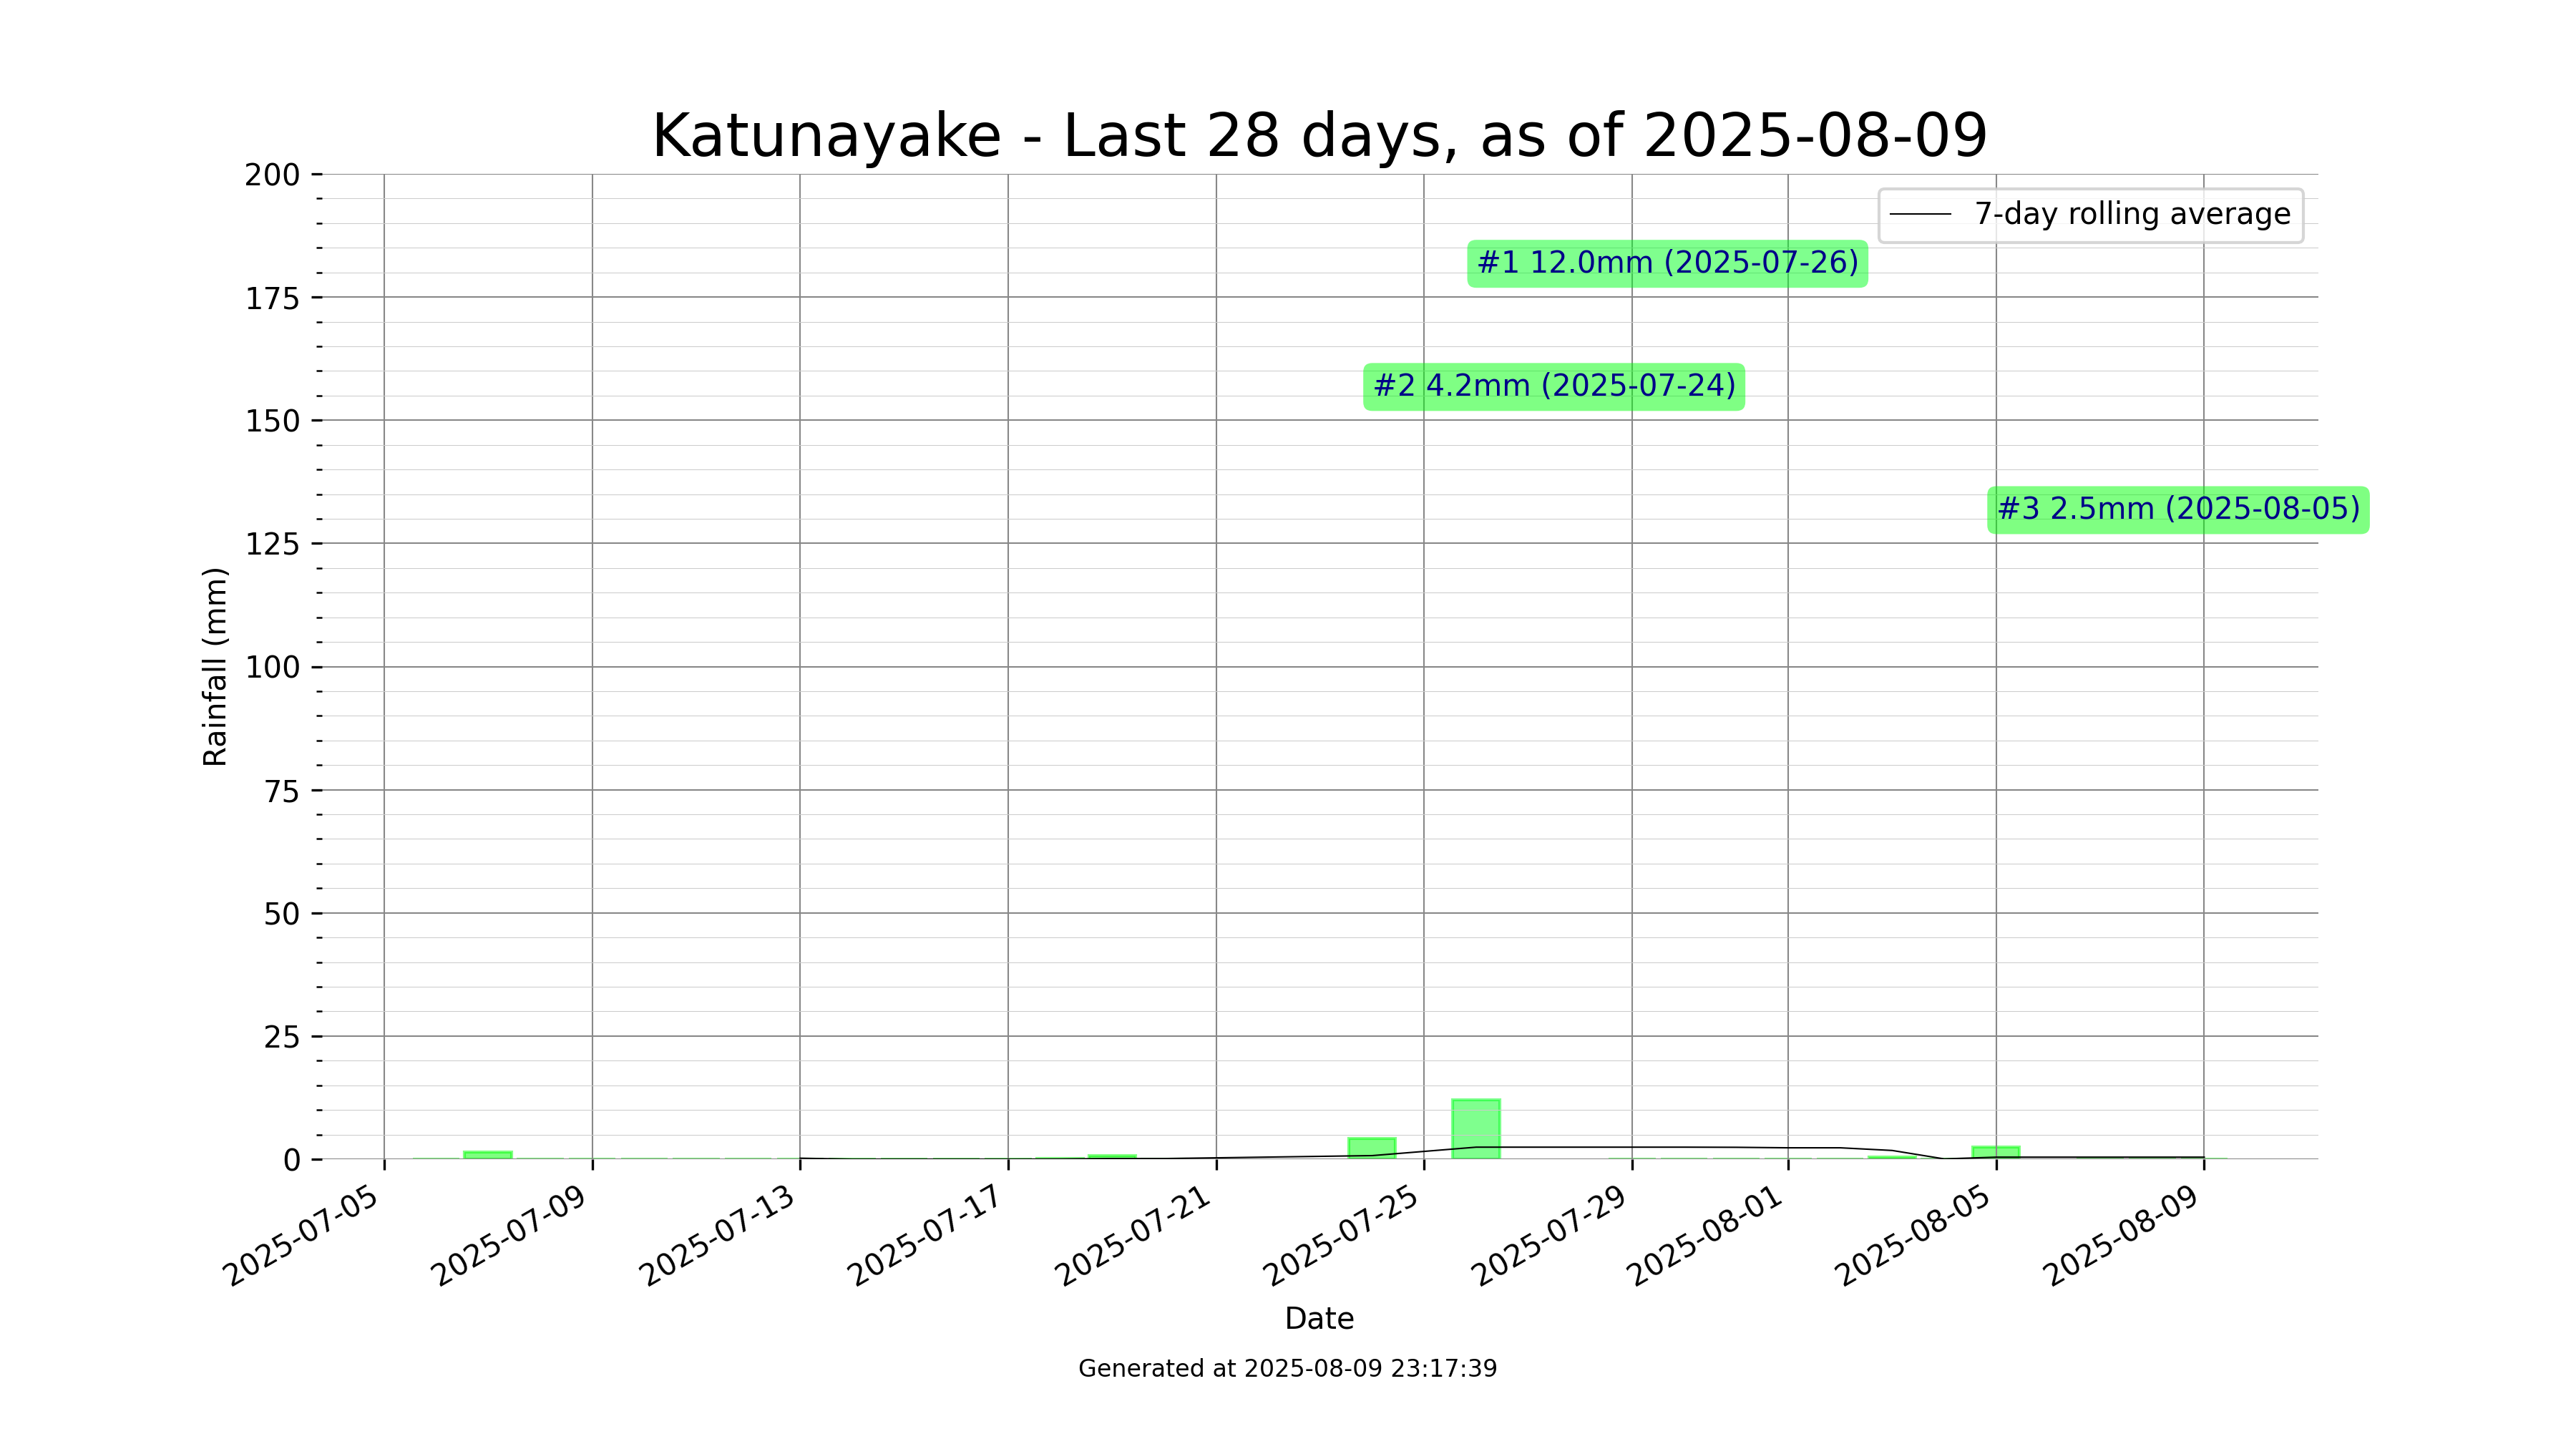 Katunayake - Last 28 days, as of 2025-08-09
7-day rolling average
#1 12.0mm (2025-07-26)
#2 4.2mm (2025-07-24)
#3 2.5mm (2025-08-05)
Rainfall (mm)
200
175
150
125
100
75
50
25
0
2025-07-05
2025-07-09
2025-07-13
2025-07-17
2025-07-21
2025-07-25
2025-07-29
2025-08-01
2025-08-05
2025-08-09
Date
Generated at 2025-08-09 23:17:39